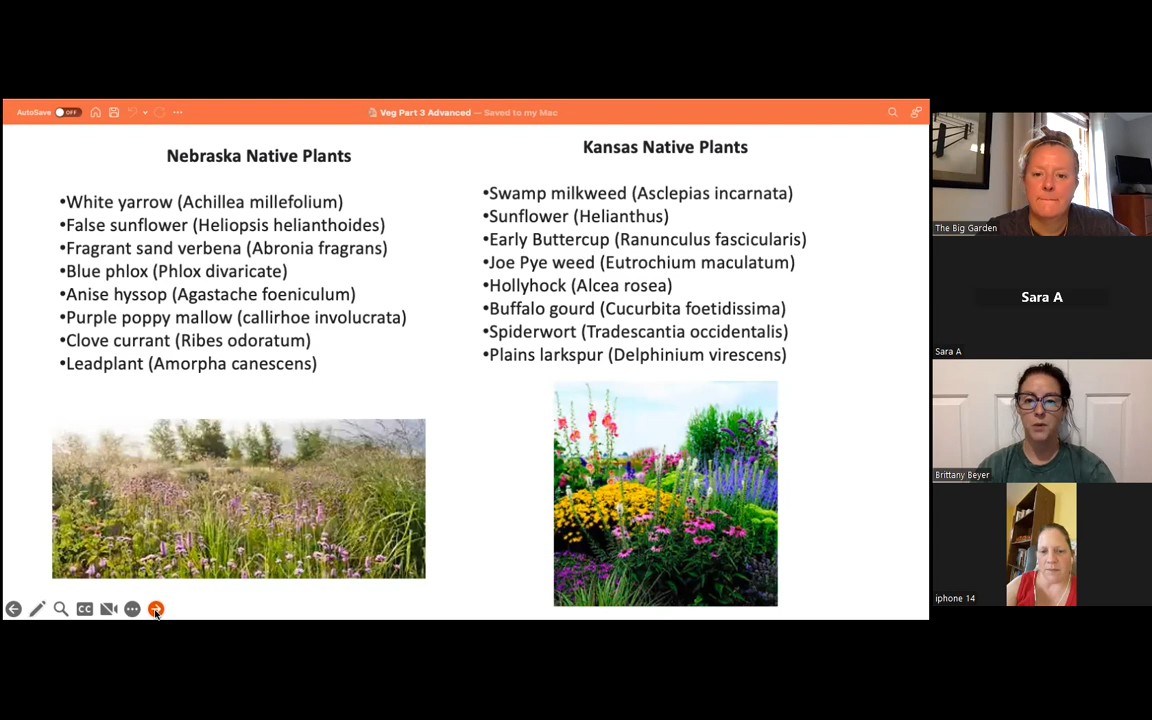 AutoSave OFF
Veg Part 3 Advanced — Saved to my Mac
Nebraska Native Plants
•White yarrow (Achillea millefolium)
•False sunflower (Heliopsis helianthoides)
•Fragrant sand verbena (Abronia fragrans)
•Blue phlox (Phlox divaricate)
•Anise hyssop (Agastache foeniculum)
•Purple poppy mallow (callirhoe involucrata)
•Clove currant (Ribes odoratum)
•Leadplant (Amorpha canescens)
Kansas Native Plants
•Swamp milkweed (Asclepias incarnata)
•Sunflower (Helianthus)
•Early Buttercup (Ranunculus fascicularis)
•Joe Pye weed (Eutrochium maculatum)
•Hollyhock (Alcea rosea)
•Buffalo gourd (Cucurbita foetidissima)
•Spiderwort (Tradescantia occidentalis)
•Plains larkspur (Delphinium virescens)
CC
The Big Garden
Sara A
Sara A
Brittany Beyer
iphone 14